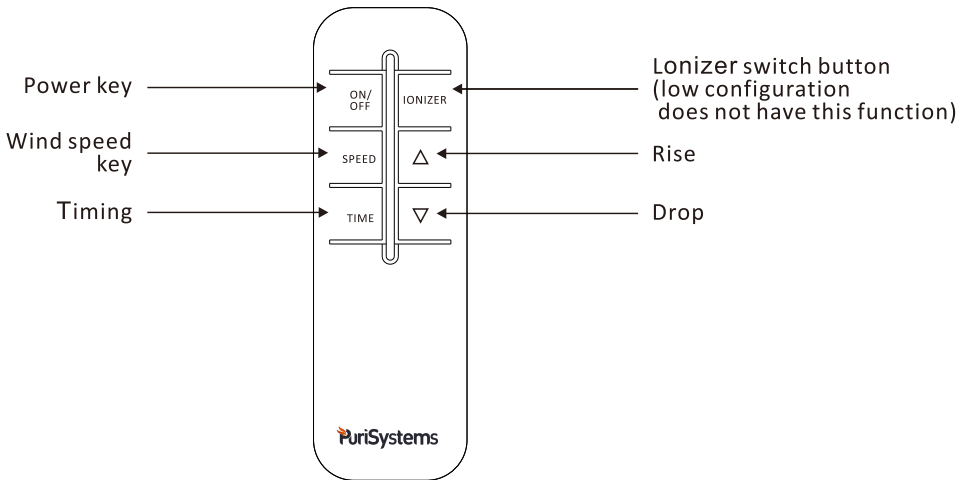 Power key
Wind speed
key
Timing
ON/
OFF
IONIZER
SPEED
TIME
Lonizer switch button
(low configuration
does not have this function)
Rise
Drop
PuriSystems